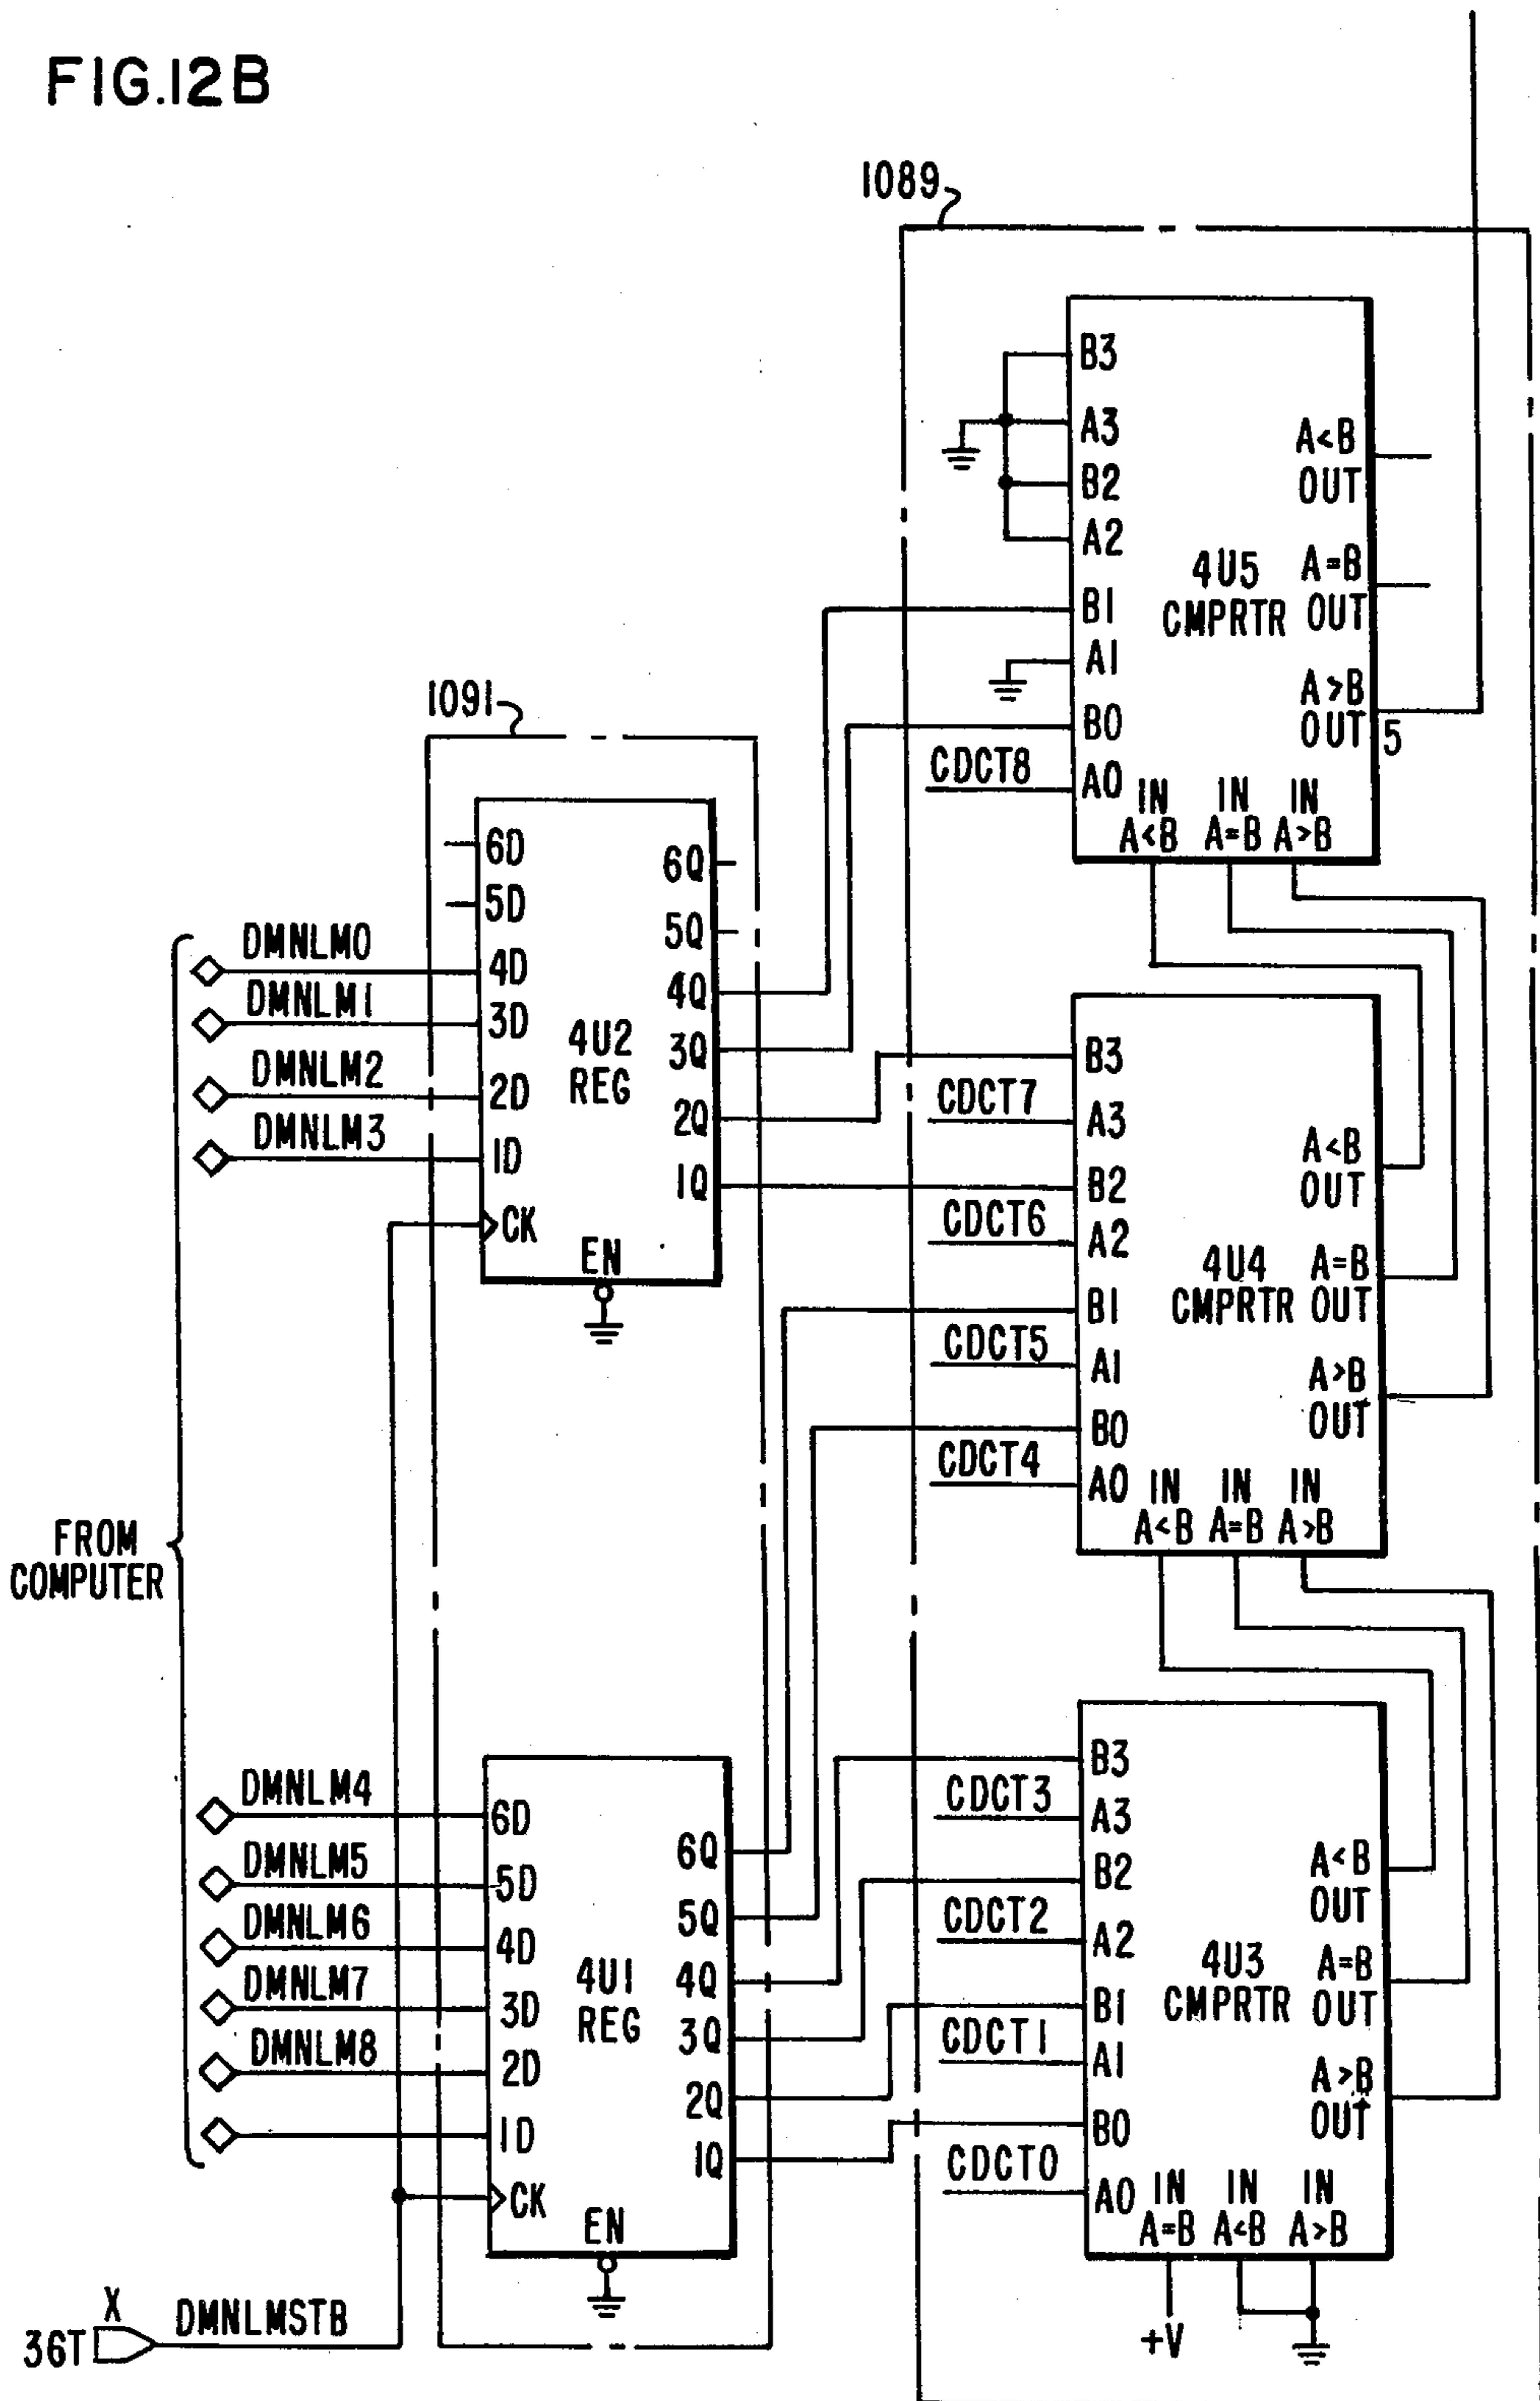 FIG.12B
1089
B3
A3
B2
A2
B1
A1
B0
CDCT8
A0
4U5
CMPRTR
A<B
OUT
A=B
OUT
A>B
OUT
5
IN
A<B
IN
A=B
IN
A>B
1091
6D
5D
DMNLM0
4D
DMNLM1
3D
DMNLM2
2D
DMNLM3
1D
CK
EN
4U2
REG
6Q
5Q
4Q
3Q
2Q
1Q
B3
CDCT7
A3
B2
CDCT6
A2
B1
CDCT5
A1
B0
CDCT4
A0
4U4
CMPRTR
A<B
OUT
A=B
OUT
A>B
OUT
IN
A<B
IN
A=B
IN
A>B
FROM
COMPUTER
DMNLM4
6D
DMNLM5
5D
DMNLM6
4D
DMNLM7
3D
DMNLM8
2D
1D
CK
EN
4U1
REG
6Q
5Q
4Q
3Q
2Q
1Q
B3
CDCT3
A3
B2
CDCT2
A2
B1
CDCT1
A1
B0
CDCT0
A0
4U3
CMPRTR
A<B
OUT
A=B
OUT
A>B
OUT
IN
A=B
IN
A<B
IN
A>B
+V
X
36T
DMNLMSTB